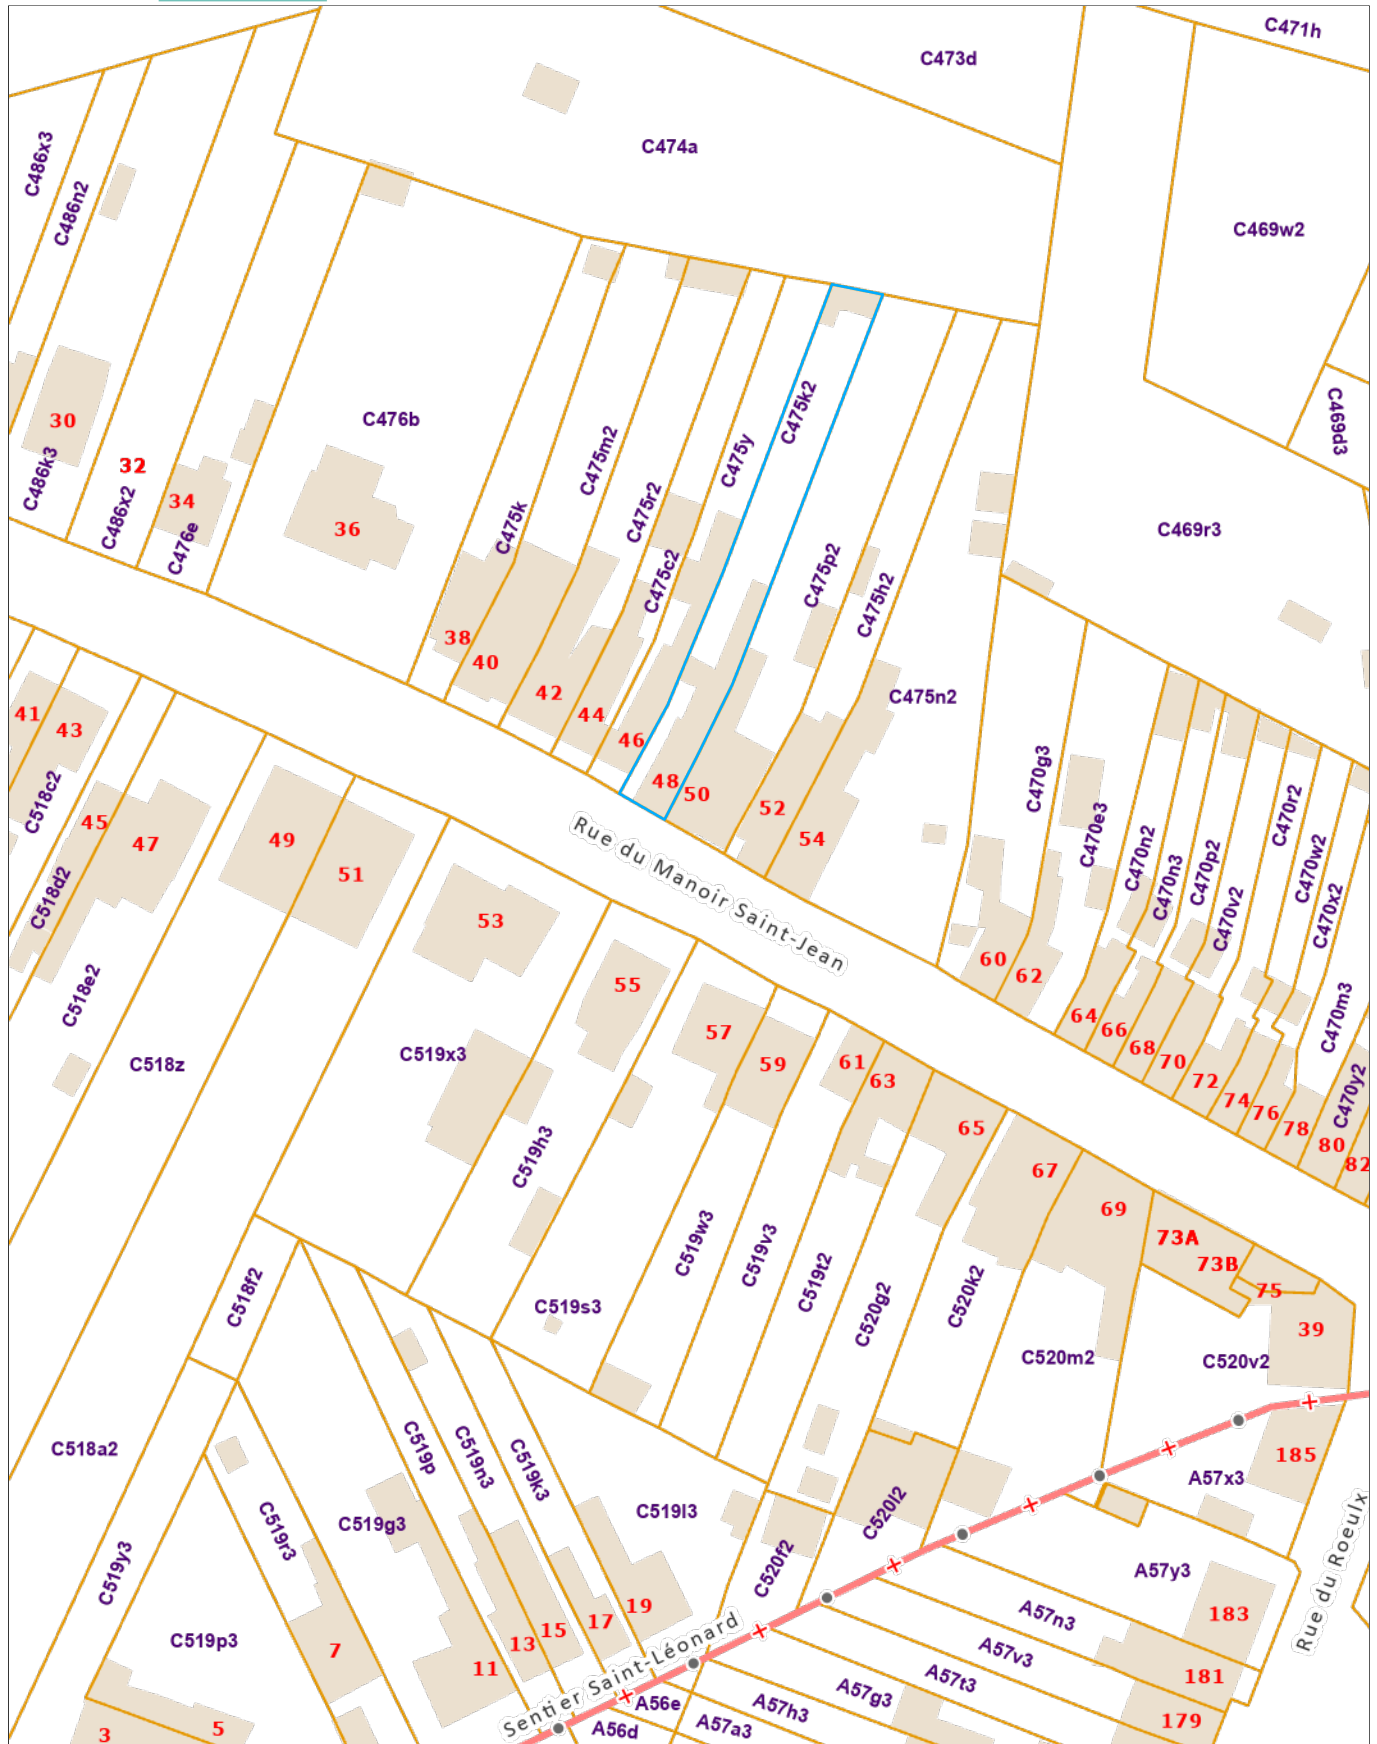 C471h
C473d
C474a
C486x3
C486n2
C469w2
C469d3
C476b
30
32
34
36
C486k3
C486x2
C476e
C475k
C475m2
C475r2
C475c2
C475y
C475k2
C475p2
C475h2
C469r3
38
40
42
44
46
48
50
52
54
C475n2
41
43
45
47
49
51
53
C518c2
C518d2
C518e2
C518z
Rue du Manoir Saint-Jean
C470g3
C470e3
C470n2
C470n3
C470p2
C470v2
C470r2
C470w2
C470x2
C470m3
C470y2
60
62
64
66
68
70
72
74
76
78
80
82
55
57
59
61
63
65
67
69
73A
73B
75
39
C519x3
C519h3
C519s3
C519w3
C519v3
C519t2
C520g2
C520k2
C520m2
C520v2
C518f2
C518a2
C519y3
C519r3
C519g3
C519p
C519n3
C519k3
C519l3
C520f2
C520l2
C519p3
3
5
7
11
13
15
17
19
Sentier Saint-Léonard
185
A57x3
A57y3
183
A57n3
A57v3
181
A57t3
A57g3
179
A57h3
A57a3
A56e
A56d
Rue du Roeulx